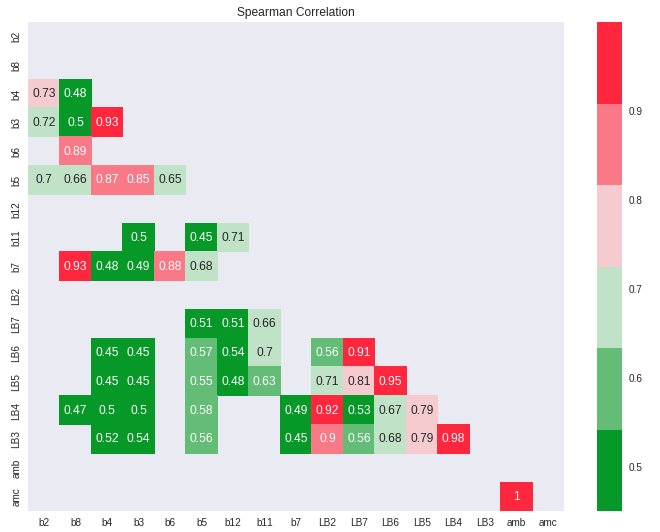 Spearman Correlation
b2
b8
b4 0.73 0.48
b3 0.72 0.5 0.93
b6 0.89
b5 0.7 0.66 0.87 0.85 0.65
b12
b11 0.5 0.45 0.71
b7 0.93 0.48 0.49 0.88 0.68
LB2
LB7 0.51 0.51 0.66
LB6 0.45 0.45 0.57 0.54 0.7 0.56 0.91
LB5 0.45 0.45 0.55 0.48 0.63 0.71 0.81 0.95
LB4 0.47 0.5 0.5 0.58 0.49 0.92 0.53 0.67 0.79
LB3 0.52 0.54 0.56 0.45 0.9 0.56 0.68 0.79 0.98
amb
amc 1
b2 b8 b4 b3 b6 b5 b12 b11 b7 LB2 LB7 LB6 LB5 LB4 LB3 amb amc
0.9
0.8
0.7
0.6
0.5